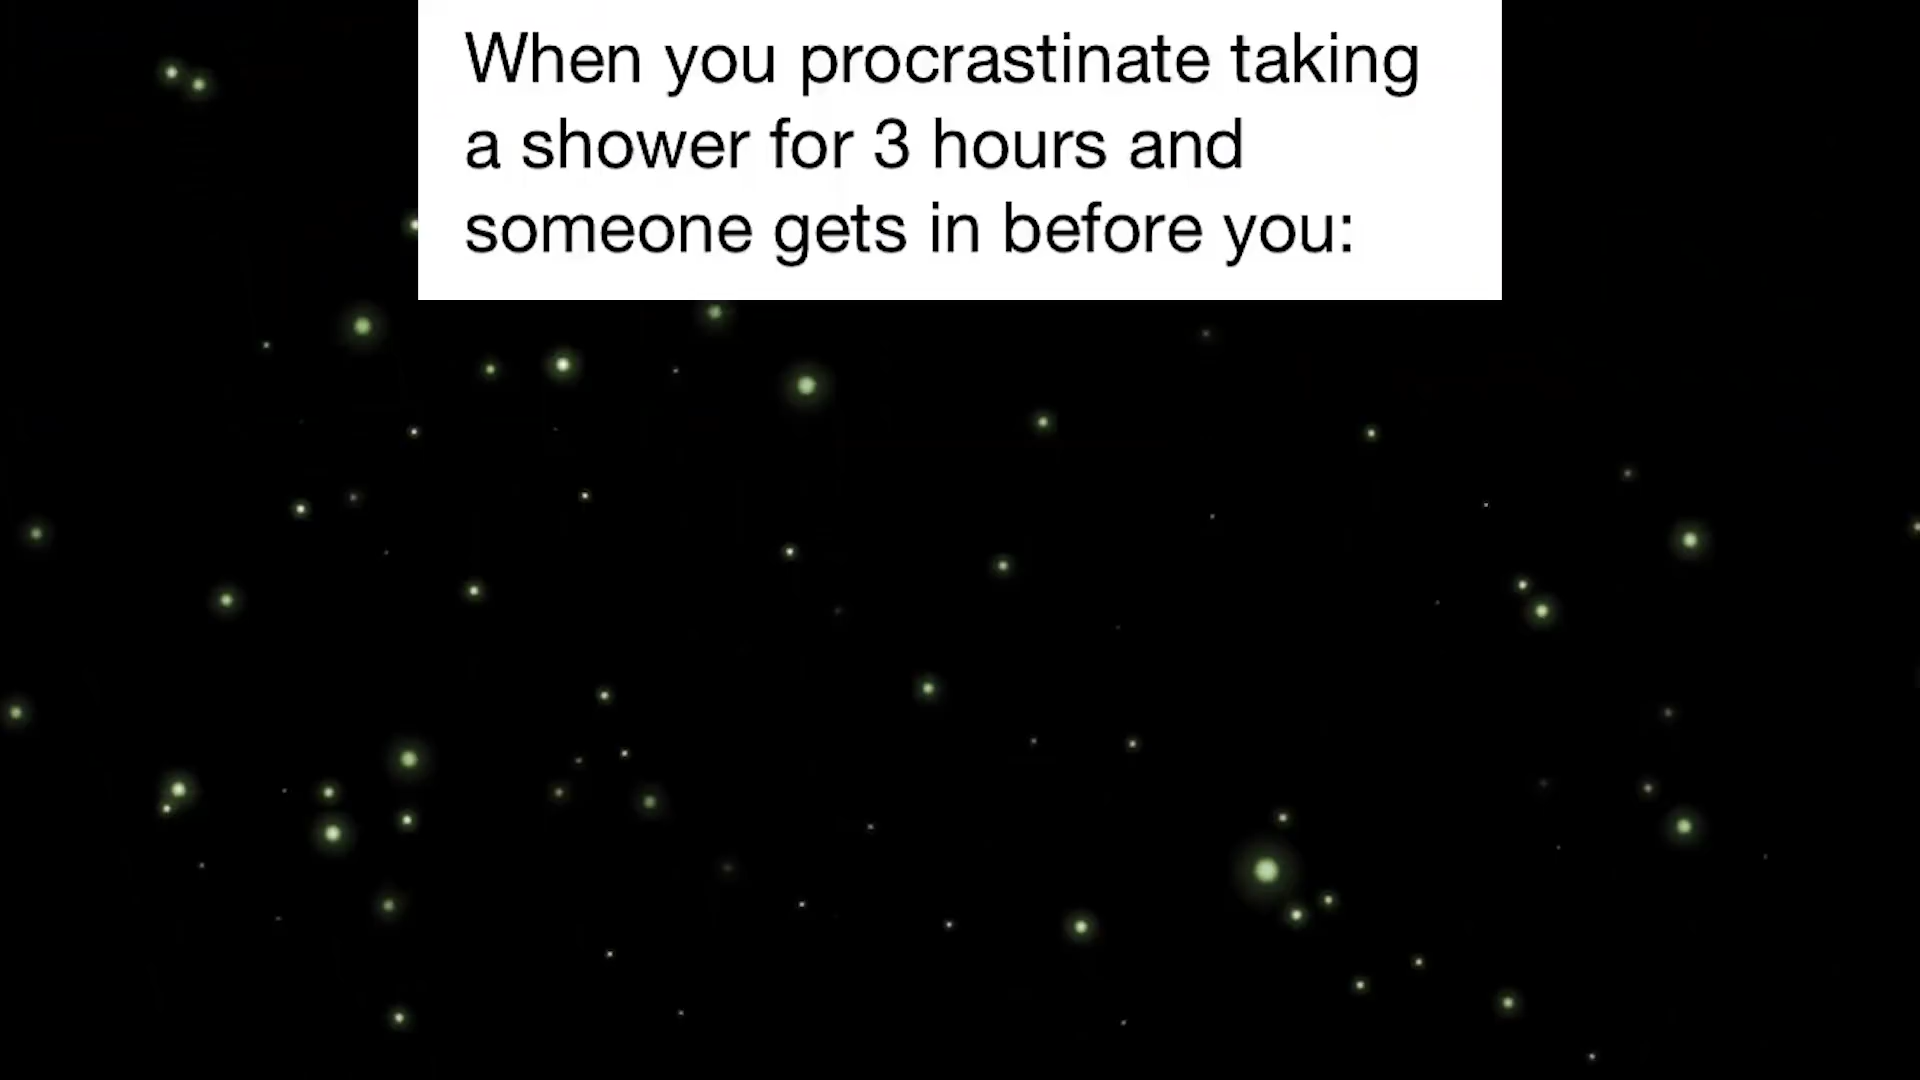 When you procrastinate taking
a shower for 3 hours and
someone gets in before you: